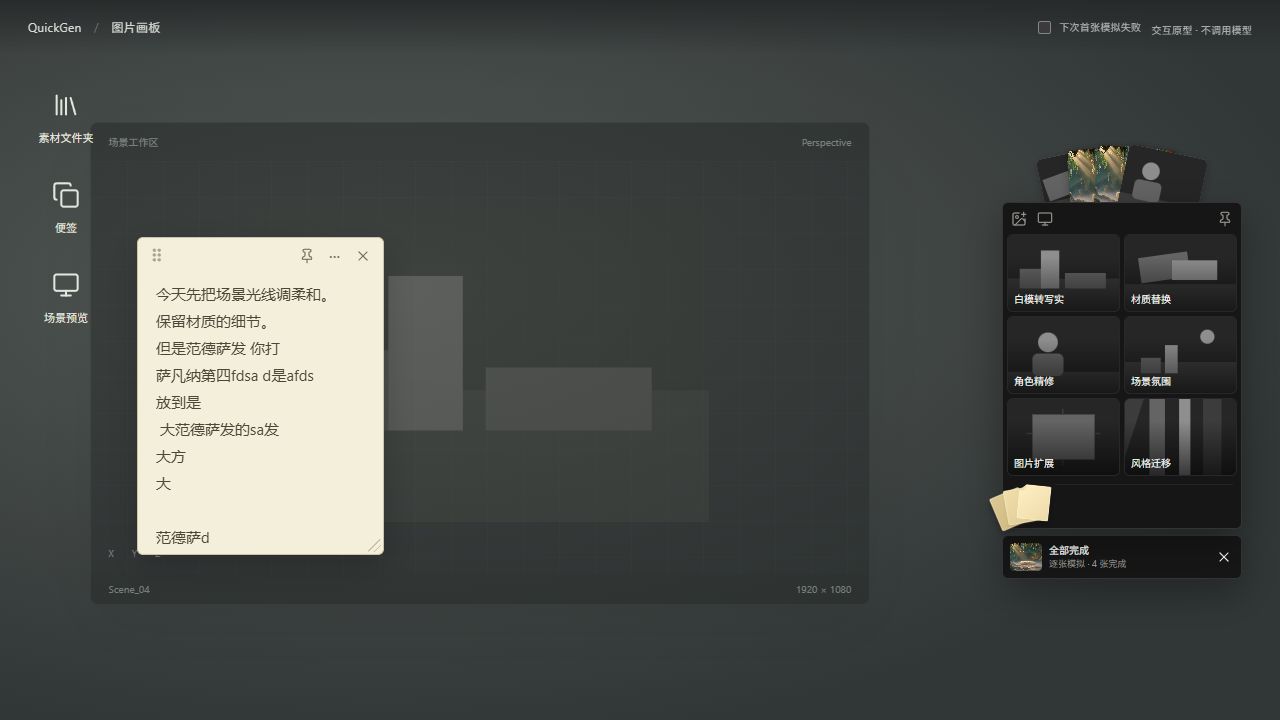 QuickGen / 图片画板
下次首张模拟失败
交互原型 · 不调用模型
素材文件夹
便签
场景预览
场景工作区
Perspective
今天先把场景光线调柔和。
保留材质的细节。
但是范德萨发 你打
萨凡纳第四fdsa d是afds
放到是
大范德萨发的sa发
大方
大
范德萨d
X Y Z
Scene_04
1920 × 1080
白模转写实
材质替换
角色精修
场景氛围
图片扩展
风格迁移
全部完成
逐张模拟 · 4 张完成